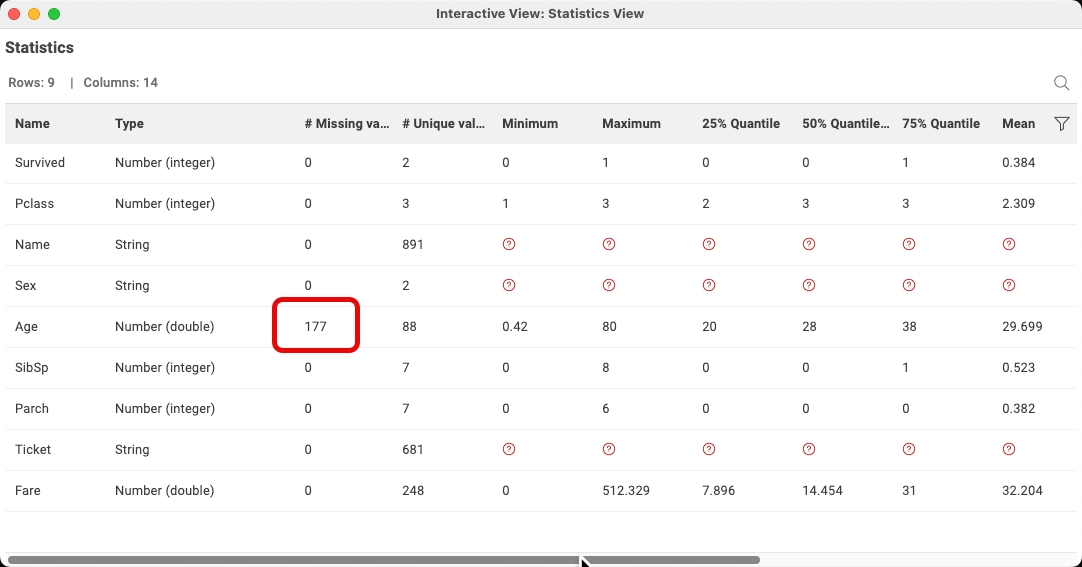 Interactive View: Statistics View
Statistics
Rows: 9 | Columns: 14
Name Type # Missing va... # Unique val... Minimum Maximum 25% Quantile 50% Quantile... 75% Quantile Mean
Survived Number (integer) 0 2 0 1 0 0 1 0.384
Pclass Number (integer) 0 3 1 3 2 3 3 2.309
Name String 0 891 ? ? ? ? ? ?
Sex String 0 2 ? ? ? ? ? ?
Age Number (double) 177 88 0.42 80 20 28 38 29.699
SibSp Number (integer) 0 7 0 8 0 0 1 0.523
Parch Number (integer) 0 7 0 6 0 0 0 0.382
Ticket String 0 681 ? ? ? ? ? ?
Fare Number (double) 0 248 0 512.329 7.896 14.454 31 32.204